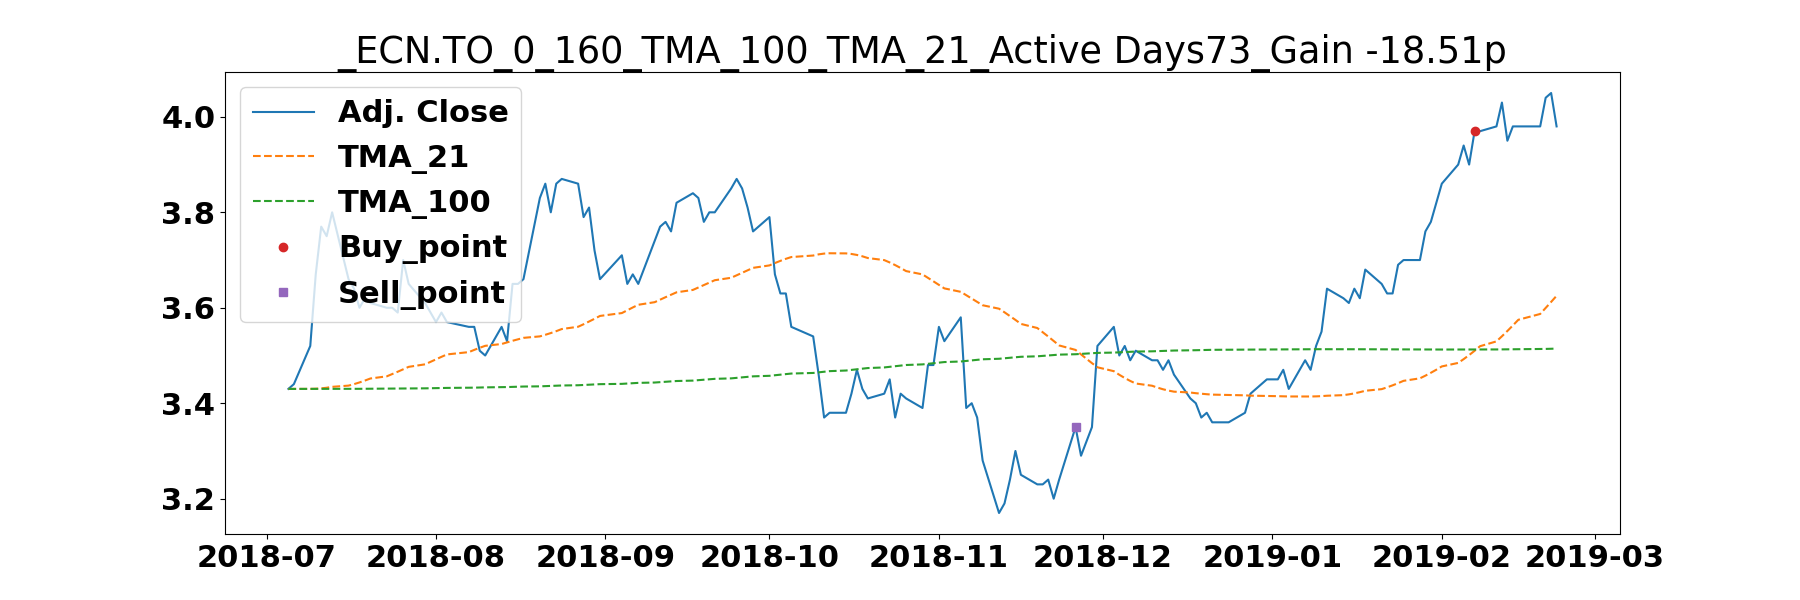 _ECN.TO_0_160_TMA_100_TMA_21_Active Days73_Gain -18.51p
Adj. Close
TMA_21
TMA_100
Buy_point
Sell_point
4.0
3.8
3.6
3.4
3.2
2018-07 2018-08 2018-09 2018-10 2018-11 2018-12 2019-01 2019-02 2019-03